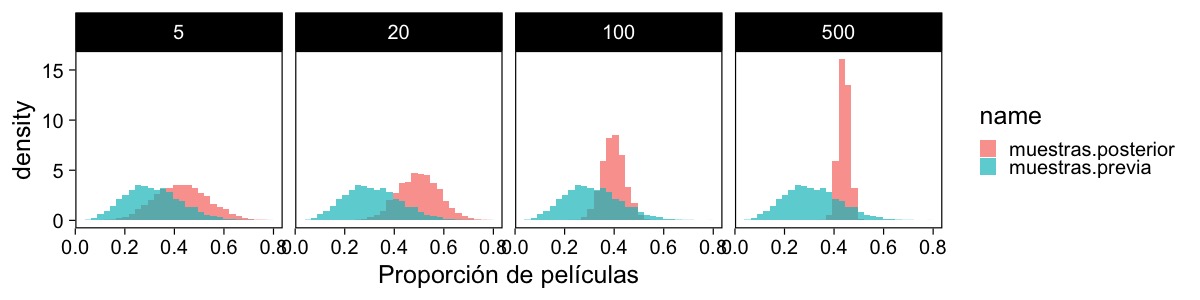 5 20 100 500
density
15
10
5
0
0.0 0.2 0.4 0.6 0.8 0.0 0.2 0.4 0.6 0.8 0.0 0.2 0.4 0.6 0.8 0.0 0.2 0.4 0.6 0.8
Proporción de películas
name
muestras.posterior
muestras.previa